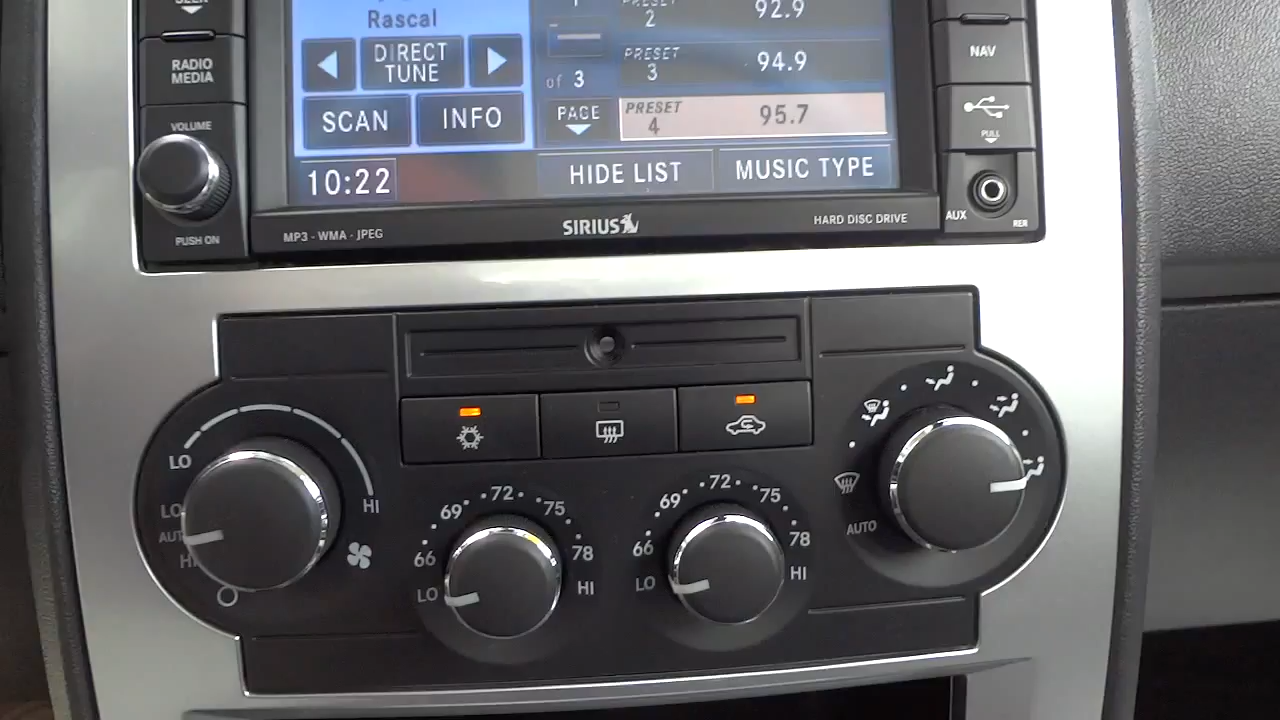 RADIO
MEDIA
VOLUME
PUSH ON
Rascal
DIRECT
TUNE
SCAN
INFO
10:22
of 3
PAGE
PRESET
2
92.9
PRESET
3
94.9
PRESET
4
95.7
HIDE LIST
MUSIC TYPE
MP3 - WMA - JPEG
SIRIUS
HARD DISC DRIVE
NAV
PULL
AUX
LO
LO
HI
HI
LO
66
69
72
75
78
HI
LO
66
69
72
75
78
HI
AUTO